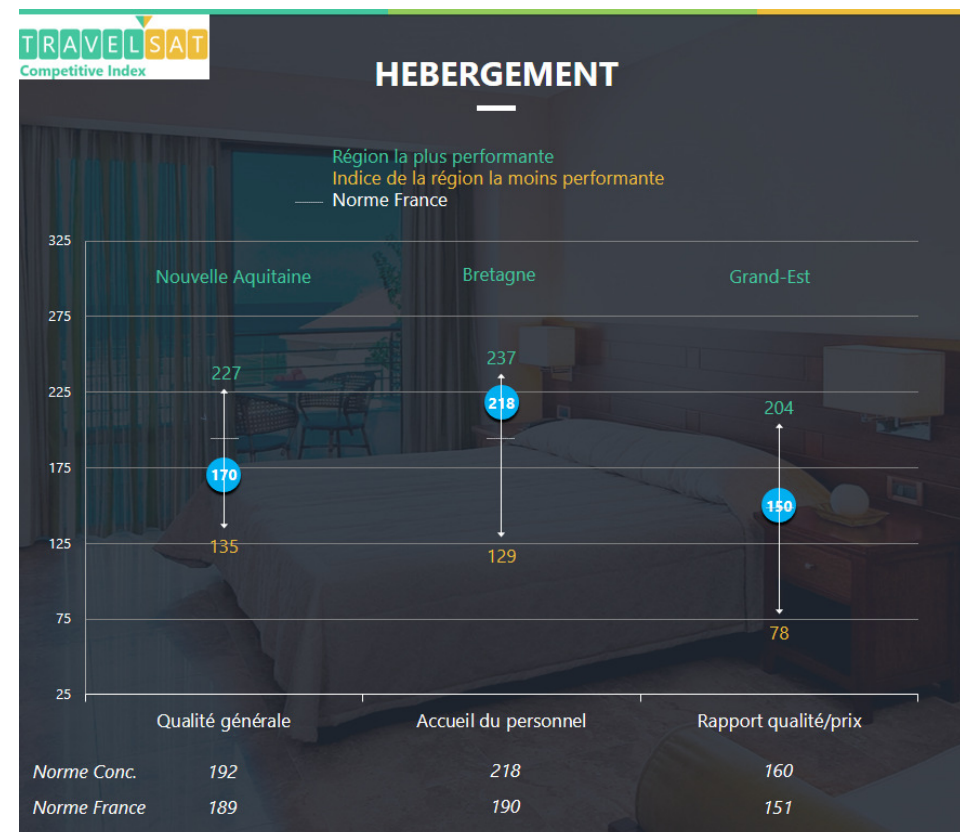 TRAVELSAT
Competitive Index
HEBERGEMENT
Région la plus performante
Indice de la région la moins performante
Norme France
325
Nouvelle Aquitaine Bretagne Grand-Est
275
227 237 204
225
218
175
170 150
125
135 129
75
78
25
Qualité générale Accueil du personnel Rapport qualité/prix
Norme Conc. 192 218 160
Norme France 189 190 151